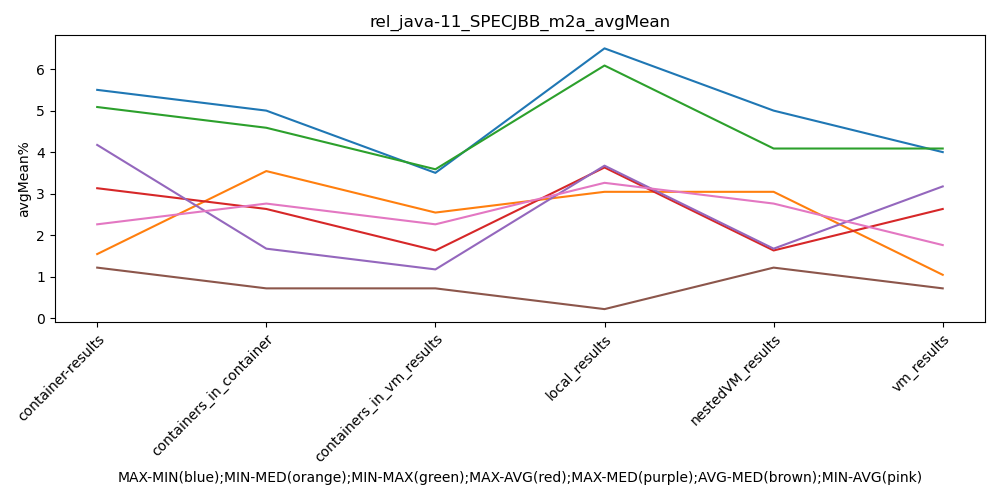 rel_java-11_SPECJBB_m2a_avgMean
avgMean%
6
5
4
3
2
1
0
container-results
containers_in_container
containers_in_vm_results
local_results
nestedVM_results
vm_results
MAX-MIN(blue);MIN-MED(orange);MIN-MAX(green);MAX-AVG(red);MAX-MED(purple);AVG-MED(brown);MIN-AVG(pink)